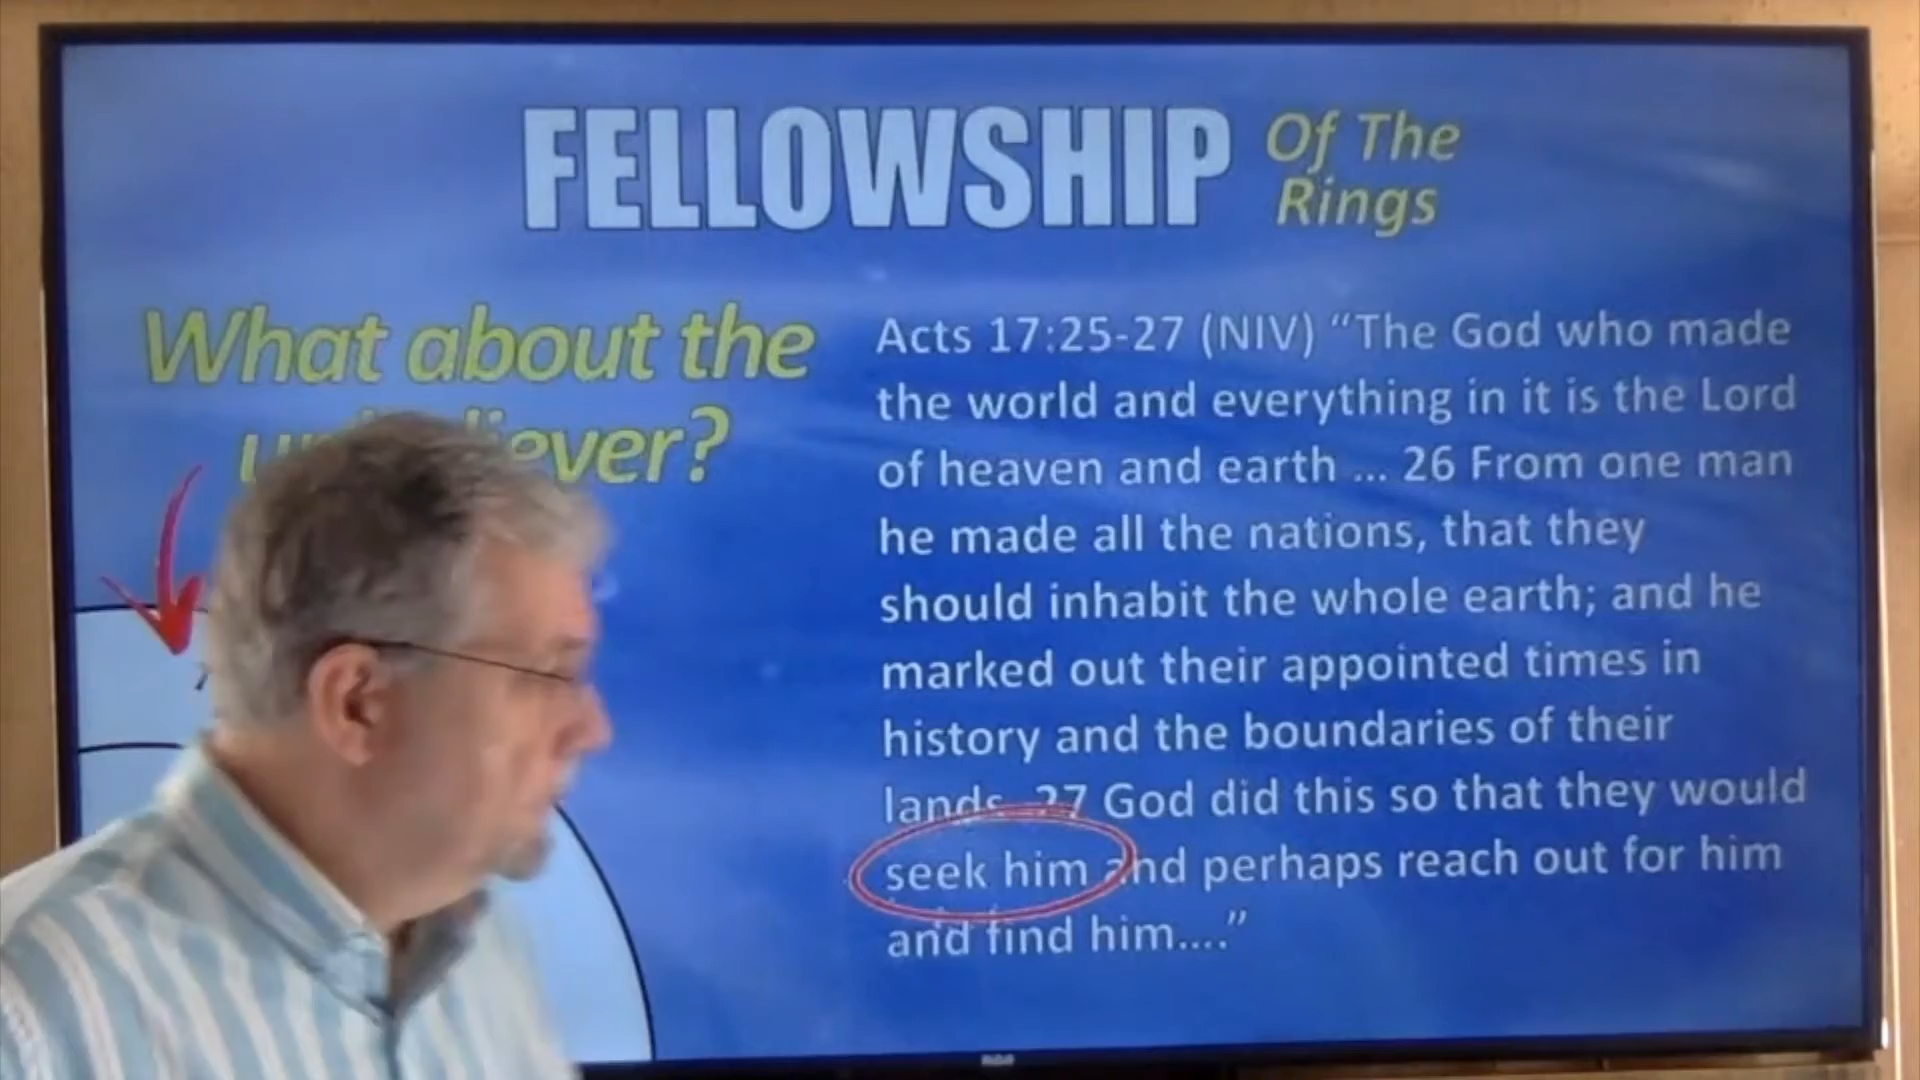 FELLOWSHIP Of The
Rings
What about the
ever?
Acts 17:25-27 (NIV) “The God who made
the world and everything in it is the Lord
of heaven and earth ... 26 From one man
he made all the nations, that they
should inhabit the whole earth; and he
marked out their appointed times in
history and the boundaries of their
lands. 27 God did this so that they would
seek him and perhaps reach out for him
and find him....”